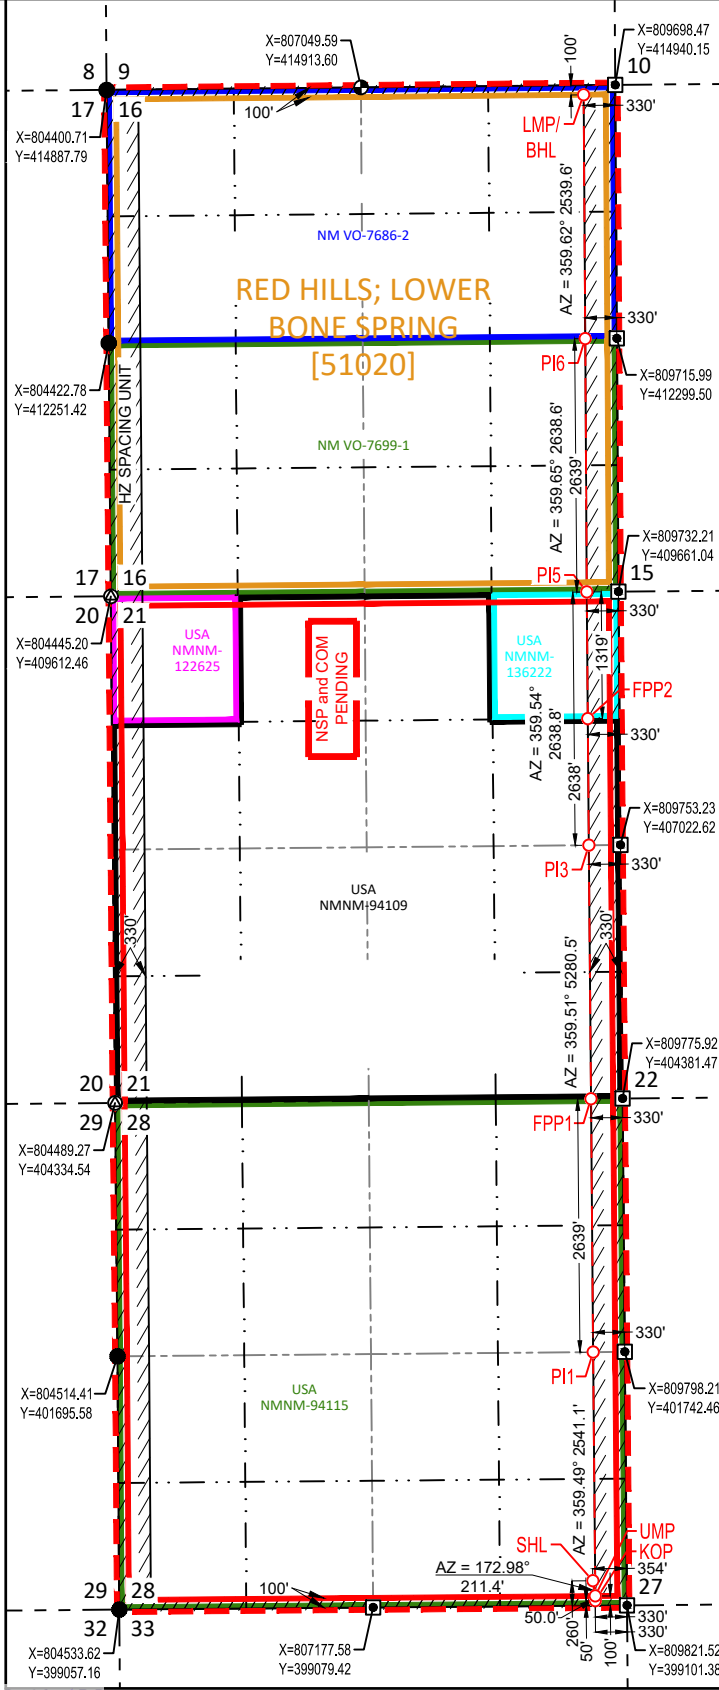 X=809698.47
Y=414940.15
X=807049.59
Y=414913.60
100'
8 9
10
17 16
100'
330'
X=804400.71
Y=414887.79
LMP/
BHL
AZ = 359.62° 2539.6'
NM VO-7686-2
RED HILLS; LOWER
BONE SPRING
[51020]
330'
PI6
X=809715.99
Y=412299.50
X=804422.78
Y=412251.42
HZ SPACING UNIT
NM VO-7699-1
AZ = 359.65° 2638.6'
2639'
X=809732.21
Y=409661.04
17 16
PI5
15
20 21
330'
X=804445.20
Y=409612.46
USA
NMNM-
122625
NSP and COM
PENDING
USA
NMNM-
136222
1319'
FPP2
AZ = 359.54°
2638.8'
330'
2638'
X=809753.23
Y=407022.62
PI3
330'
USA
NMNM-94109
330'
330'
AZ = 359.51° 5280.5'
X=809775.92
Y=404381.47
20 21
22
29 28
FPP1
330'
X=804489.27
Y=404334.54
2639'
330'
PI1
X=804514.41
Y=401695.58
USA
NMNM-94115
X=809798.21
Y=401742.46
AZ = 359.49° 2541.1'
UMP
SHL
KOP
AZ = 172.98°
354'
211.4'
29 28
100'
27
32 33
50.0'
260'
50'
100'
330'
330'
X=804533.62
Y=399057.16
X=807177.58
Y=399079.42
X=809821.52
Y=399101.38